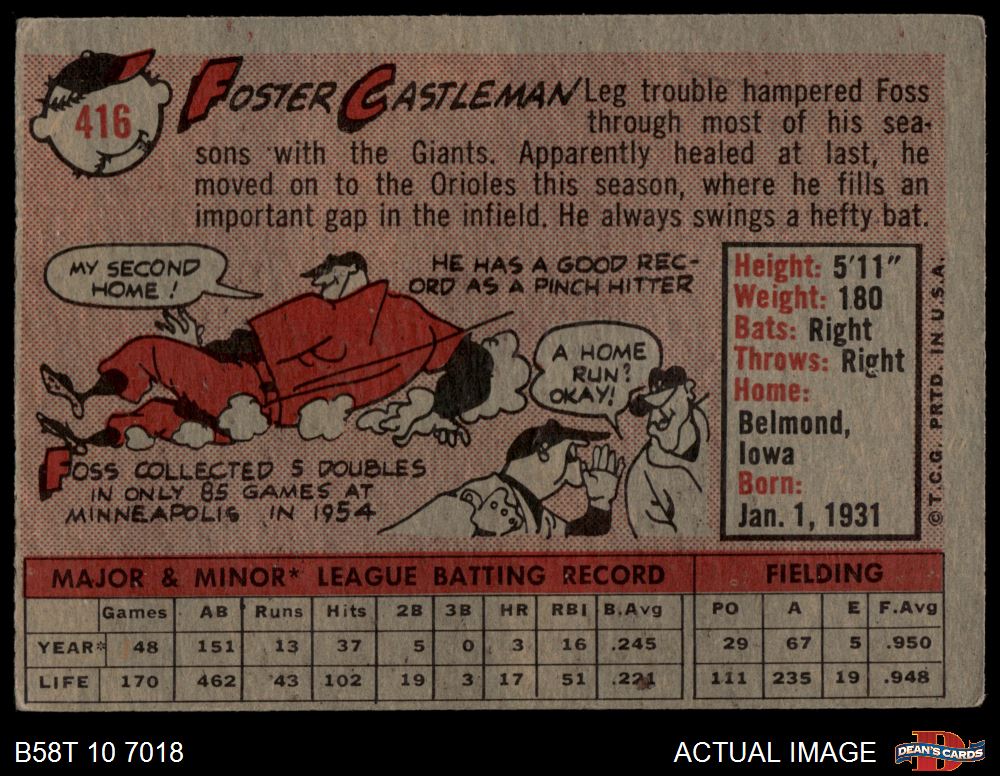 416
FOSTER CASTLEMAN Leg trouble hampered Foss
through most of his sea-
sons with the Giants. Apparently healed at last, he
moved on to the Orioles this season, where he fills an
important gap in the infield. He always swings a hefty bat.
MY SECOND
HOME!
HE HAS A GOOD REC-
ORD AS A PINCH HITTER
A HOME
RUN?
OKAY!
FOSS COLLECTED 5 DOUBLES
IN ONLY 85 GAMES AT
MINNEAPOLIS IN 1954
Height: 5'11"
Weight: 180
Bats: Right
Throws: Right
Home:
Belmond,
Iowa
Born:
Jan. 1, 1931
© T.C.G. PRTD. IN U.S.A.
MAJOR & MINOR* LEAGUE BATTING RECORD FIELDING
Games AB Runs Hits 2B 3B HR RBI B.Avg PO A E F.Avg
YEAR* 48 151 13 37 5 0 3 16 .245 29 67 5 .950
LIFE 170 462 43 102 19 3 17 51 .221 111 235 19 .948
B58T 10 7018
ACTUAL IMAGE
DEAN'S CARDS